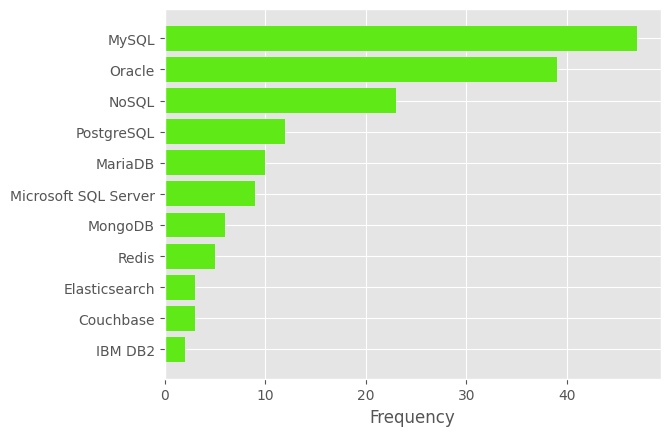 MySQL
Oracle
NoSQL
PostgreSQL
MariaDB
Microsoft SQL Server
MongoDB
Redis
Elasticsearch
Couchbase
IBM DB2
0 10 20 30 40
Frequency